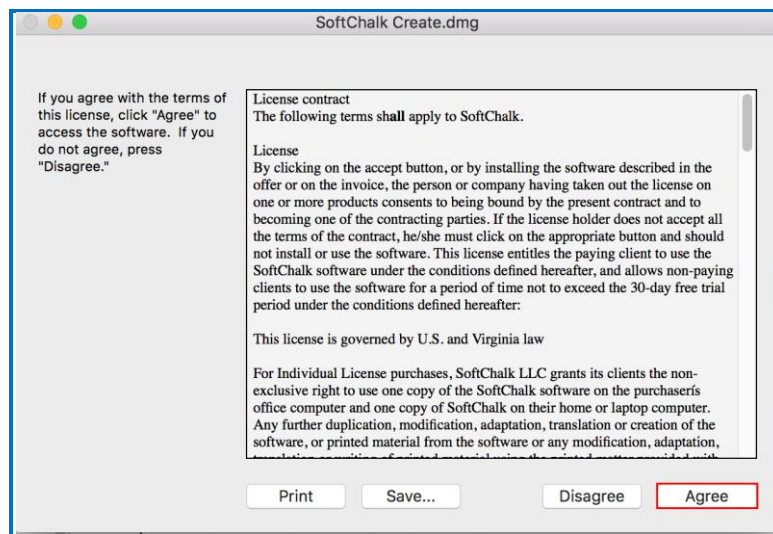 SoftChalk Create.dmg
If you agree with the terms of
this license, click "Agree" to
access the software. If you
do not agree, press
"Disagree."
License contract
The following terms shall apply to SoftChalk.
License
By clicking on the accept button, or by installing the software described in the
offer or on the invoice, the person or company having taken out the license on
one or more products consents to being bound by the present contract and to
becoming one of the contracting parties. If the license holder does not accept all
the terms of the contract, he/she must click on the appropriate button and should
not install or use the software. This license entitles the paying client to use the
SoftChalk software under the conditions defined hereafter, and allows non-paying
clients to use the software for a period of time not to exceed the 30-day free trial
period under the conditions defined hereafter:
This license is governed by U.S. and Virginia law
For Individual License purchases, SoftChalk LLC grants its clients the non-
exclusive right to use one copy of the SoftChalk software on the purchaserís
office computer and one copy of SoftChalk on their home or laptop computer.
Any further duplication, modification, adaptation, translation or creation of the
software, or printed material from the software or any modification, adaptation,
Print Save... Disagree Agree